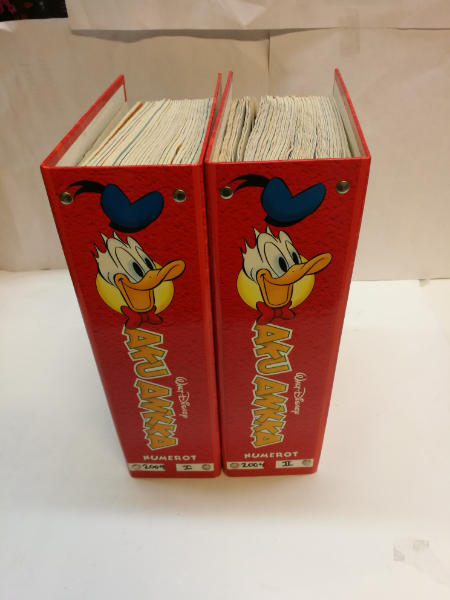 WALT DISNEY
AKU ANKKA
NUMEROT
2004 I
WALT DISNEY
AKU ANKKA
NUMEROT
2004 II